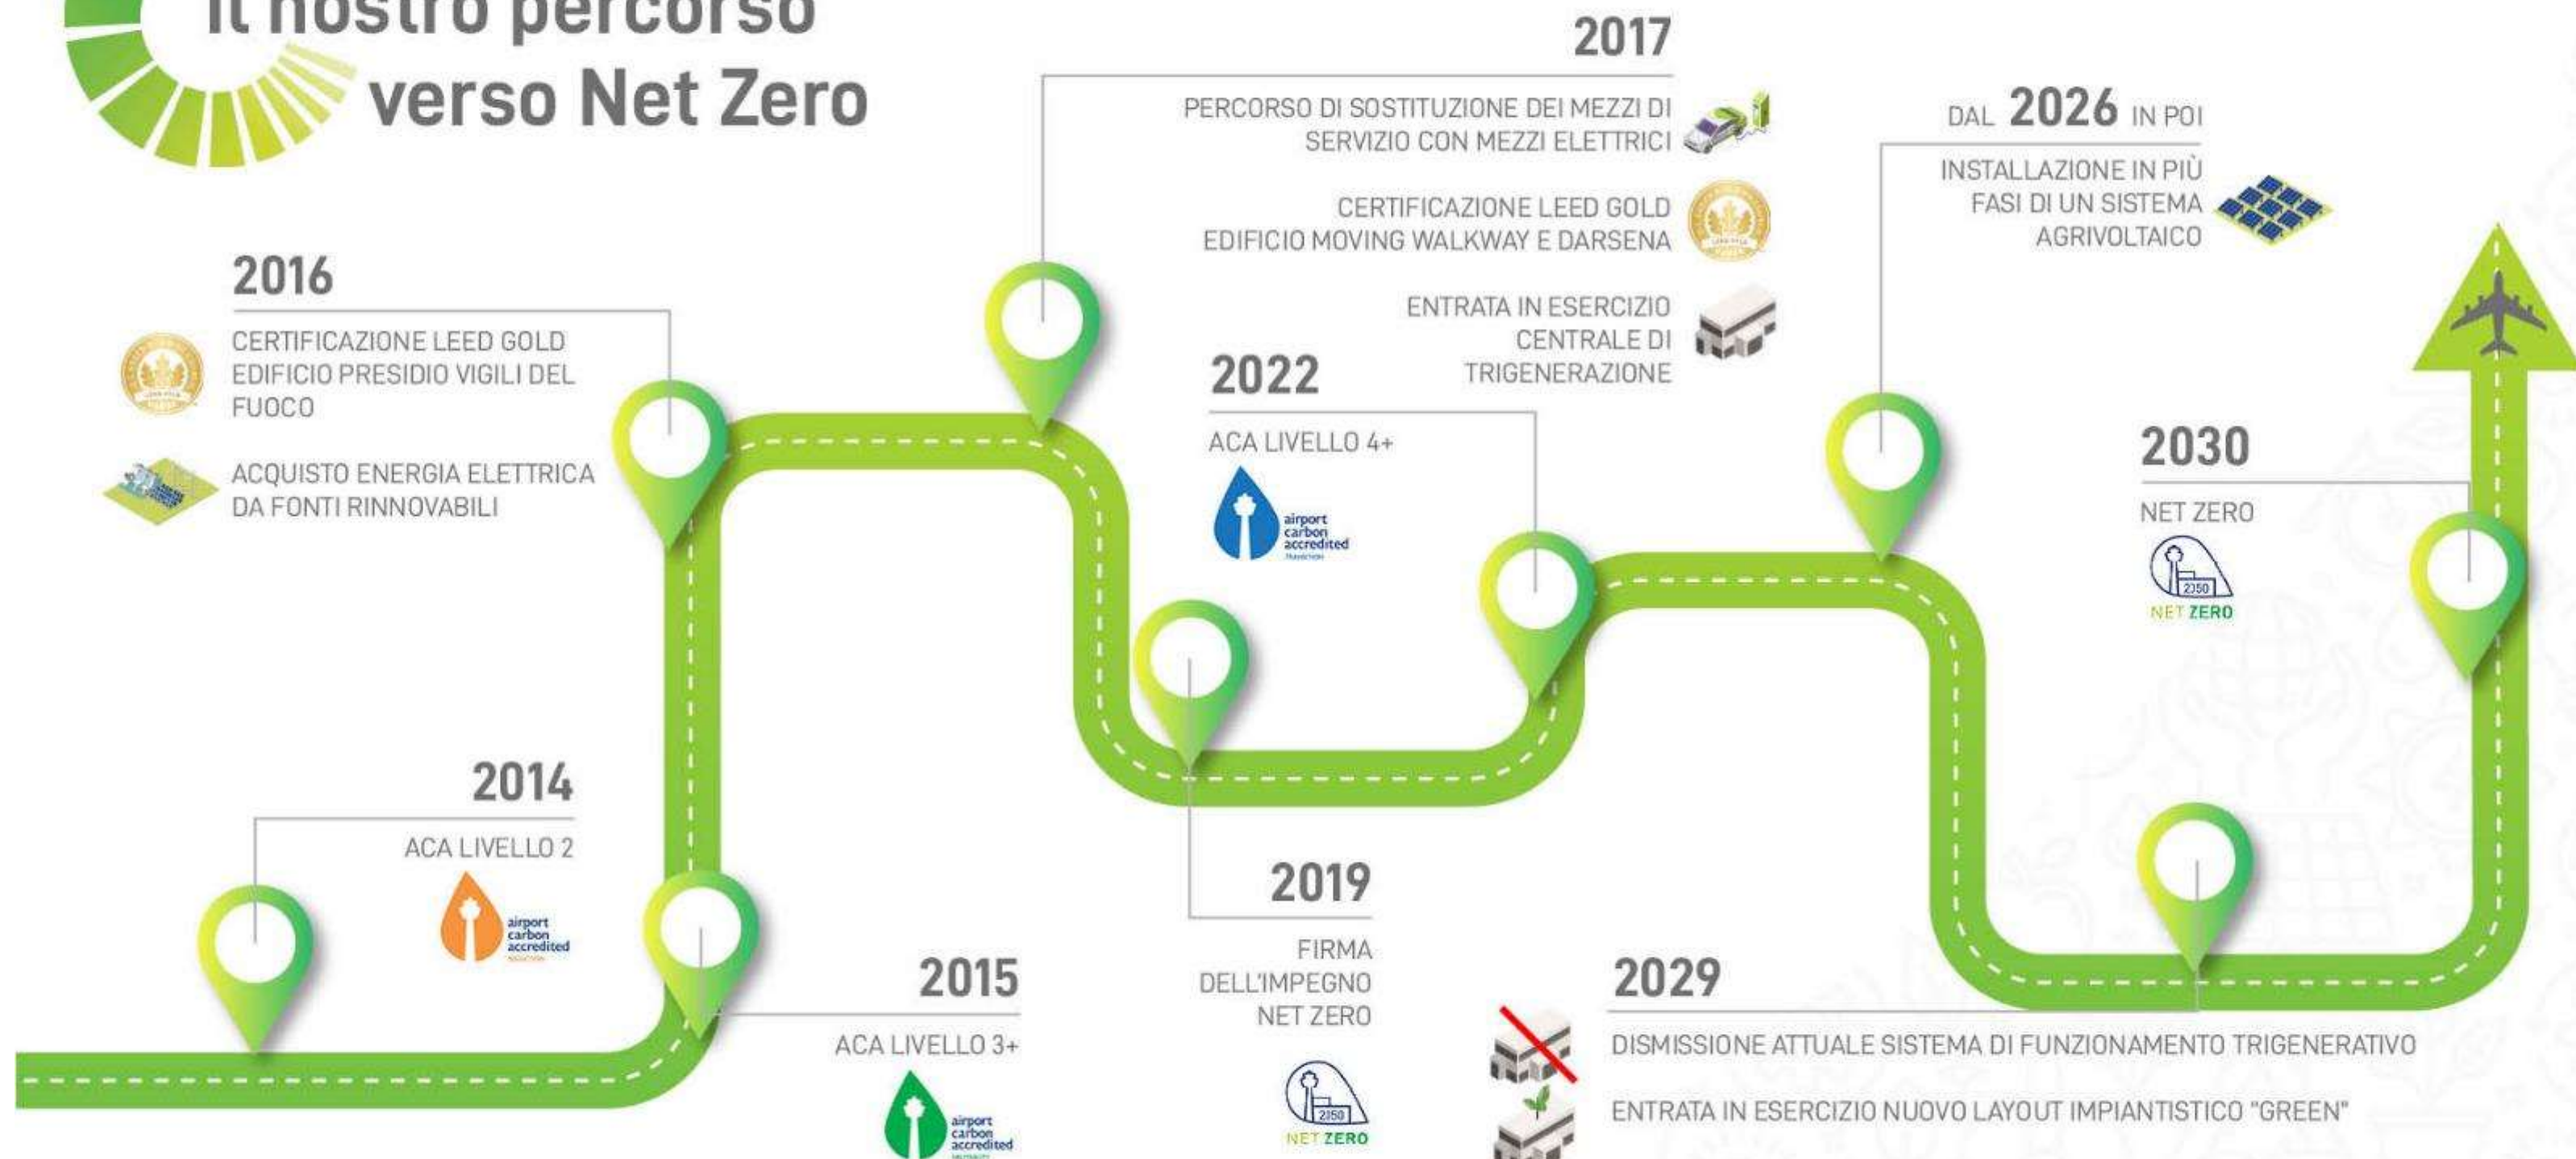 il nostro percorso
verso Net Zero
2014
ACA LIVELLO 2
airport
carbon
accredited
2015
ACA LIVELLO 3+
airport
carbon
accredited
2016
CERTIFICAZIONE LEED GOLD
EDIFICIO PRESIDIO VIGILI DEL
FUOCO
ACQUISTO ENERGIA ELETTRICA
DA FONTI RINNOVABILI
2017
PERCORSO DI SOSTITUZIONE DEI MEZZI DI
SERVIZIO CON MEZZI ELETTRICI
CERTIFICAZIONE LEED GOLD
EDIFICIO MOVING WALKWAY E DARSENA
ENTRATA IN ESERCIZIO
CENTRALE DI
TRIGENERAZIONE
2019
FIRMA
DELL'IMPEGNO
NET ZERO
2050
NET ZERO
2022
ACA LIVELLO 4+
airport
carbon
accredited
DAL 2026 IN POI
INSTALLAZIONE IN PIÙ
FASI DI UN SISTEMA
AGRIVOLTAICO
2029
DISMISSIONE ATTUALE SISTEMA DI FUNZIONAMENTO TRIGENERATIVO
ENTRATA IN ESERCIZIO NUOVO LAYOUT IMPIANTISTICO "GREEN"
2030
NET ZERO
2050
NET ZERO